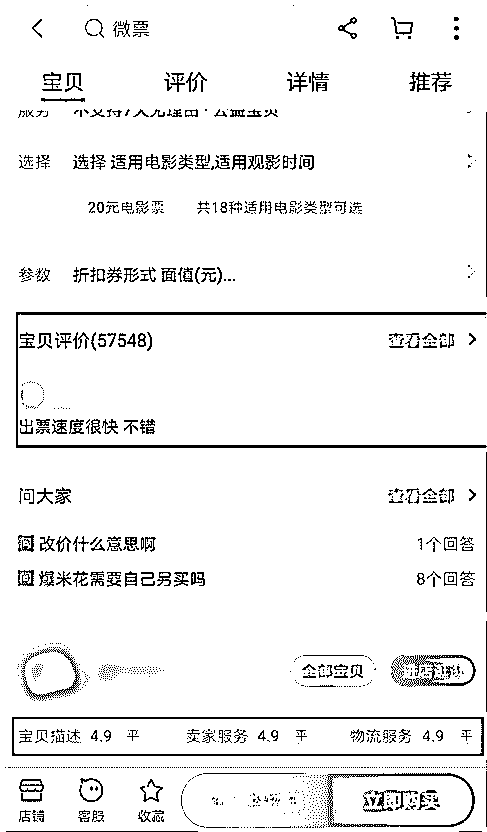 微票
宝贝 评价 详情 推荐
服务 不支持7天无理由·公益宝贝
选择 选择 适用电影类型,适用观影时间
20元电影票 共18种适用电影类型可选
参数 折扣券形式 面值(元)...
宝贝评价(57548) 查看全部
出票速度很快 不错
问大家 查看全部
问 改价什么意思啊 1个回答
问 爆米花需要自己另买吗 8个回答
全部宝贝 进店逛逛
宝贝描述 4.9 平 卖家服务 4.9 平 物流服务 4.9 平
店铺 客服 收藏 立即购买